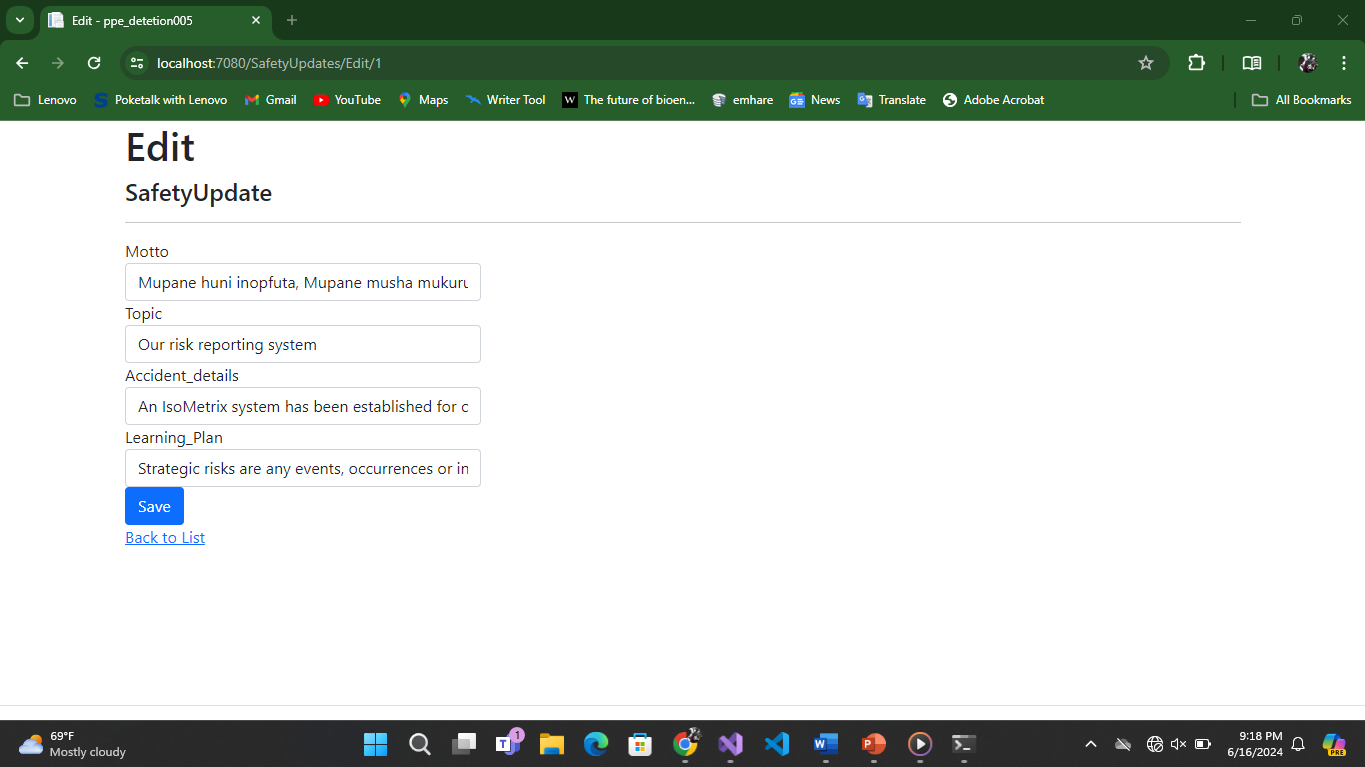 Edit - ppe_detetion005
localhost:7080/SafetyUpdates/Edit/1
Lenovo Poketalk with Lenovo Gmail YouTube Maps Writer Tool W The future of bioen... emhare News Translate Adobe Acrobat All Bookmarks
Edit
SafetyUpdate
Motto
Mupane huni inopfuta, Mupane musha mukuru
Topic
Our risk reporting system
Accident_details
An IsoMetrix system has been established for c
Learning_Plan
Strategic risks are any events, occurrences or in
Save
Back to List
69°F
Mostly cloudy
1
9:18 PM
6/16/2024
PRE